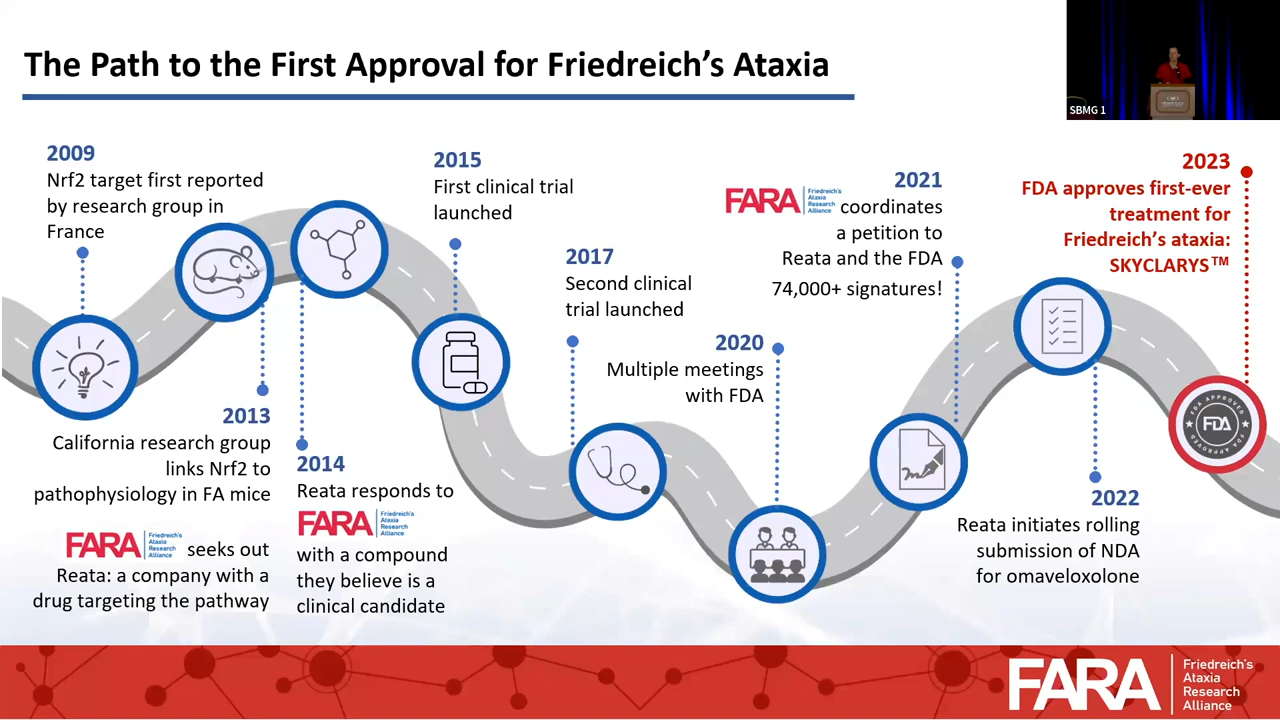 The Path to the First Approval for Friedreich's Ataxia
SBMG 1
2009
Nrf2 target first reported
by research group in
France
2013
California research group
links Nrf2 to
pathophysiology in FA mice
FARA Friedreich's
Ataxia
Research
Alliance
seeks out
Reata: a company with a
drug targeting the pathway
2014
Reata responds to
FARA Friedreich's
Ataxia
Research
Alliance
with a compound
they believe is a
clinical candidate
2015
First clinical trial
launched
2017
Second clinical
trial launched
2020
Multiple meetings
with FDA
2021
FARA Friedreich's
Ataxia
Research
Alliance
coordinates
a petition to
Reata and the FDA
74,000+ signatures!
2022
Reata initiates rolling
submission of NDA
for omaveloxolone
2023
FDA approves first-ever
treatment for
Friedreich's ataxia:
SKYCLARYS™
FDA APPROVED
FDA
FDA APPROVED
FARA
Friedreich's
Ataxia
Research
Alliance